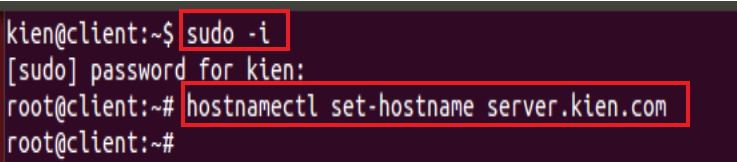 kien@client:~$ sudo -i
[sudo] password for kien:
root@client:~# hostnamectl set-hostname server.kien.com
root@client:~#